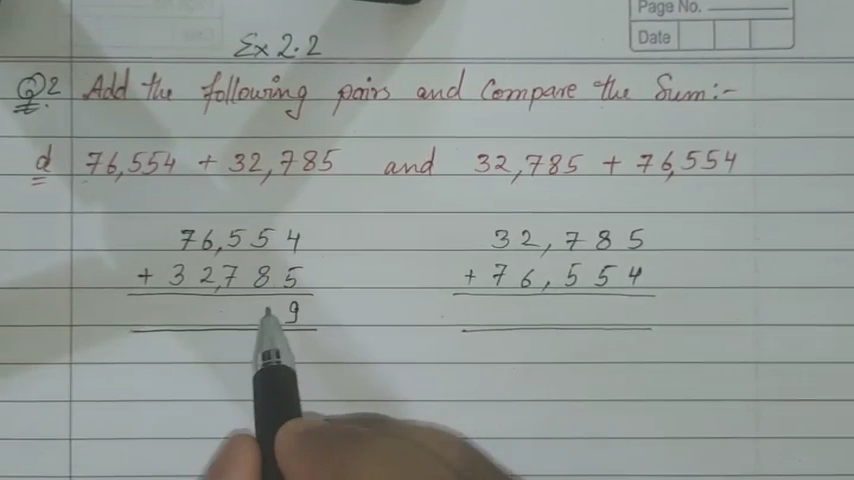 Page No.
Date
Ex 2.2
Q2. Add the following pairs and Compare the Sum:-
d 76,554 + 32,785 and 32,785 + 76,554
76,554 32,785
+ 32,785 + 76,554
9